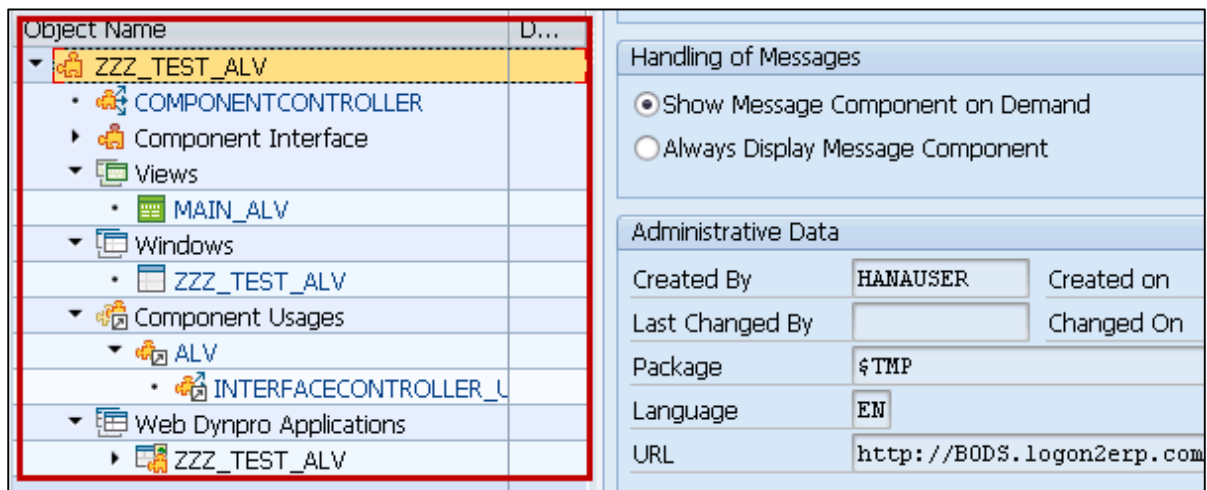 Object Name
D...
ZZZ_TEST_ALV
COMPONENTCONTROLLER
Component Interface
Views
MAIN_ALV
Windows
ZZZ_TEST_ALV
Component Usages
ALV
INTERFACECONTROLLER_U
Web Dynpro Applications
ZZZ_TEST_ALV
Handling of Messages
Show Message Component on Demand
Always Display Message Component
Administrative Data
Created By HANAUSER Created on
Last Changed By Changed On
Package $TMP
Language EN
URL http://BODS.logon2erp.com